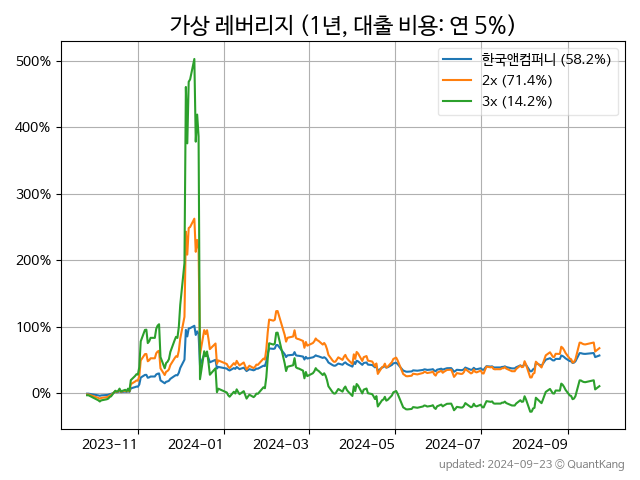 가상 레버리지 (1년, 대출 비용: 연 5%)
500%
400%
300%
200%
100%
0%
한국앤컴퍼니 (58.2%)
2x (71.4%)
3x (14.2%)
2023-11
2024-01
2024-03
2024-05
2024-07
2024-09
updated: 2024-09-23 © QuantKang